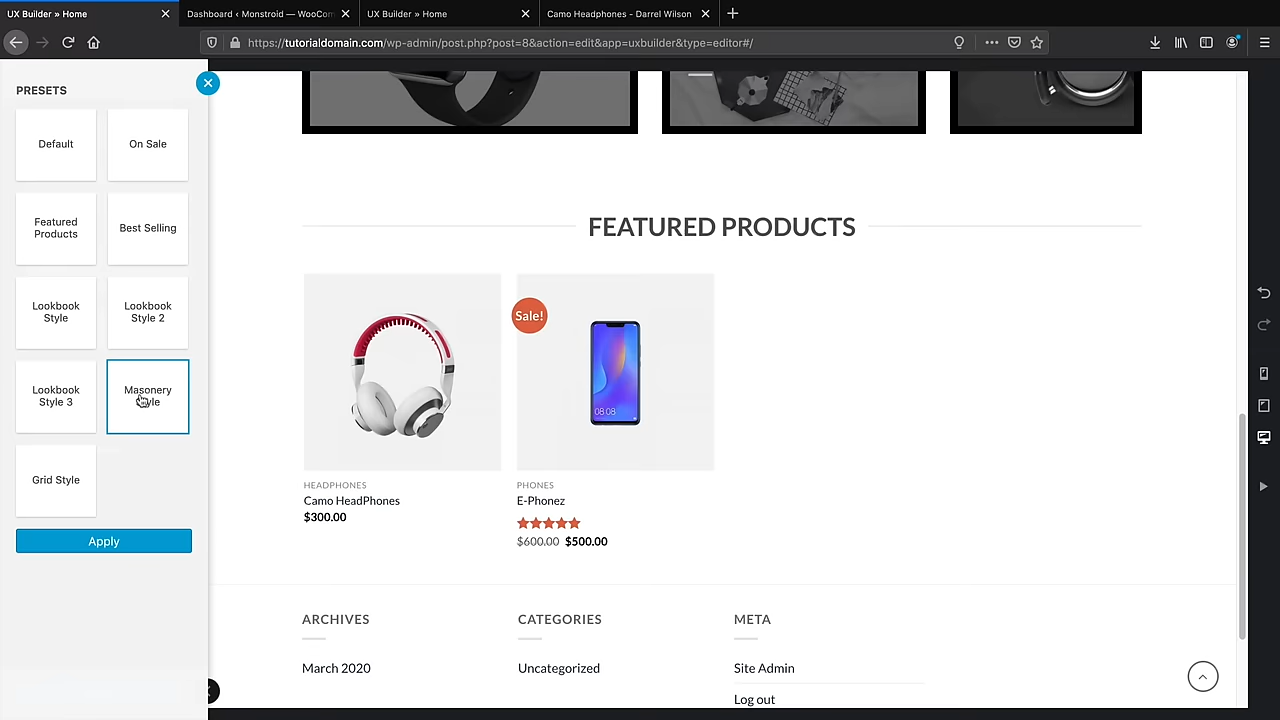 UX Builder » Home
Dashboard ‹ Monstroid — WooCom
UX Builder » Home
Camo Headphones - Darrel Wilson
https://tutorialdomain.com/wp-admin/post.php?post=8&action=edit&app=uxbuilder&type=editor#/
PRESETS
Default
On Sale
Featured
Products
Best Selling
Lookbook
Style
Lookbook
Style 2
Lookbook
Style 3
Masonery
Style
Grid Style
Apply
FEATURED PRODUCTS
Sale!
08 08
HEADPHONES
Camo HeadPhones
$300.00
PHONES
E-Phonez
$600.00 $500.00
ARCHIVES
March 2020
CATEGORIES
Uncategorized
META
Site Admin
Log out